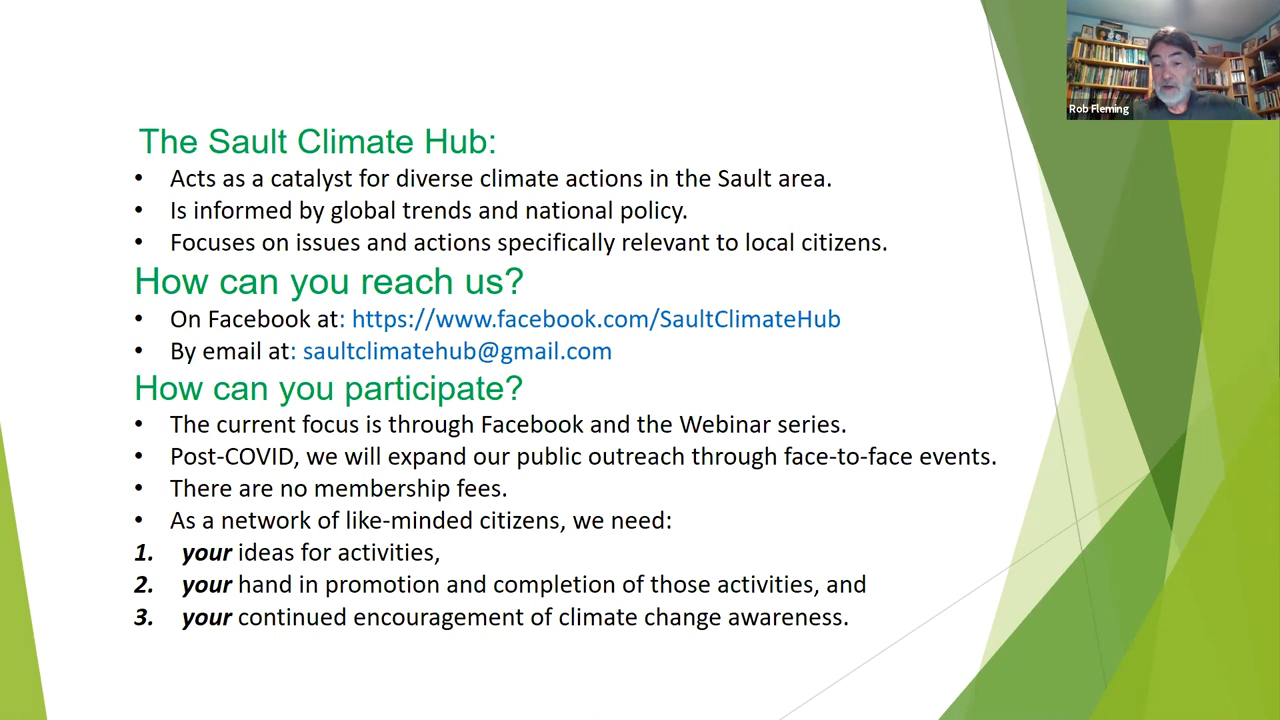 Rob Fleming
The Sault Climate Hub:
• Acts as a catalyst for diverse climate actions in the Sault area.
• Is informed by global trends and national policy.
• Focuses on issues and actions specifically relevant to local citizens.
How can you reach us?
• On Facebook at: https://www.facebook.com/SaultClimateHub
• By email at: saultclimatehub@gmail.com
How can you participate?
• The current focus is through Facebook and the Webinar series.
• Post-COVID, we will expand our public outreach through face-to-face events.
• There are no membership fees.
• As a network of like-minded citizens, we need:
1. your ideas for activities,
2. your hand in promotion and completion of those activities, and
3. your continued encouragement of climate change awareness.